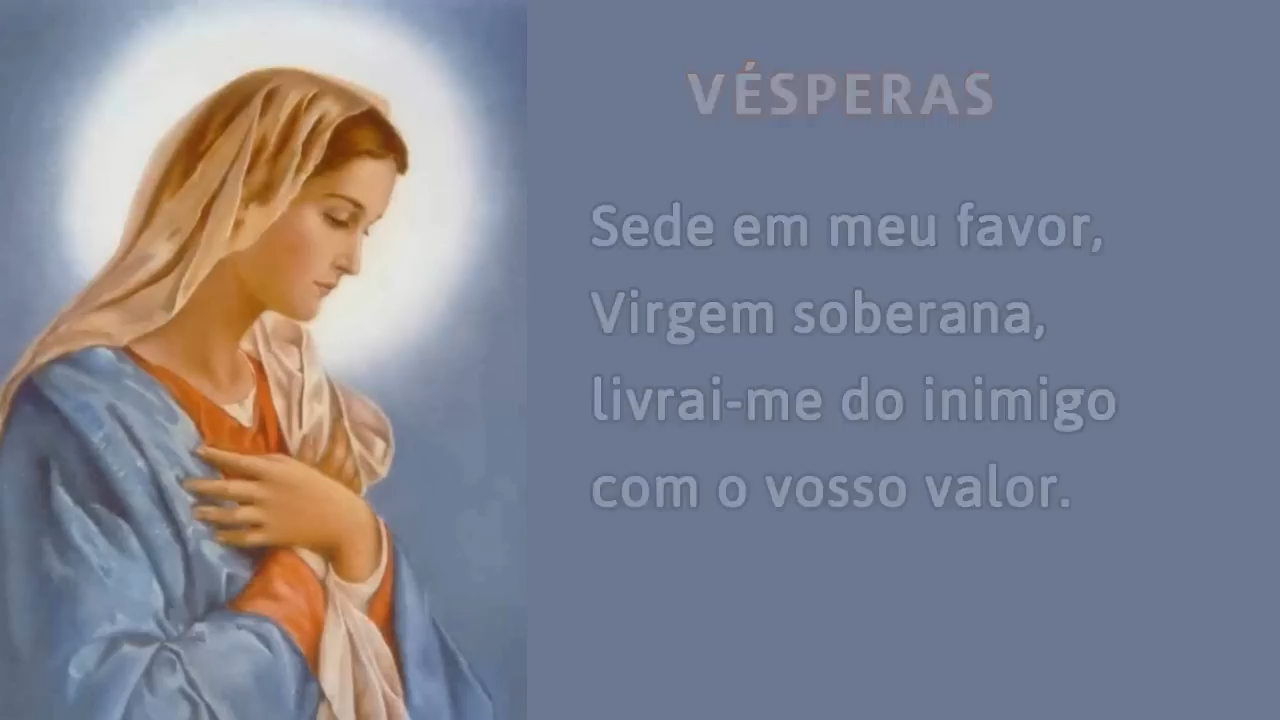 VÉSPERAS
Sede em meu favor,
Virgem soberana,
livrai-me do inimigo
com o vosso valor.